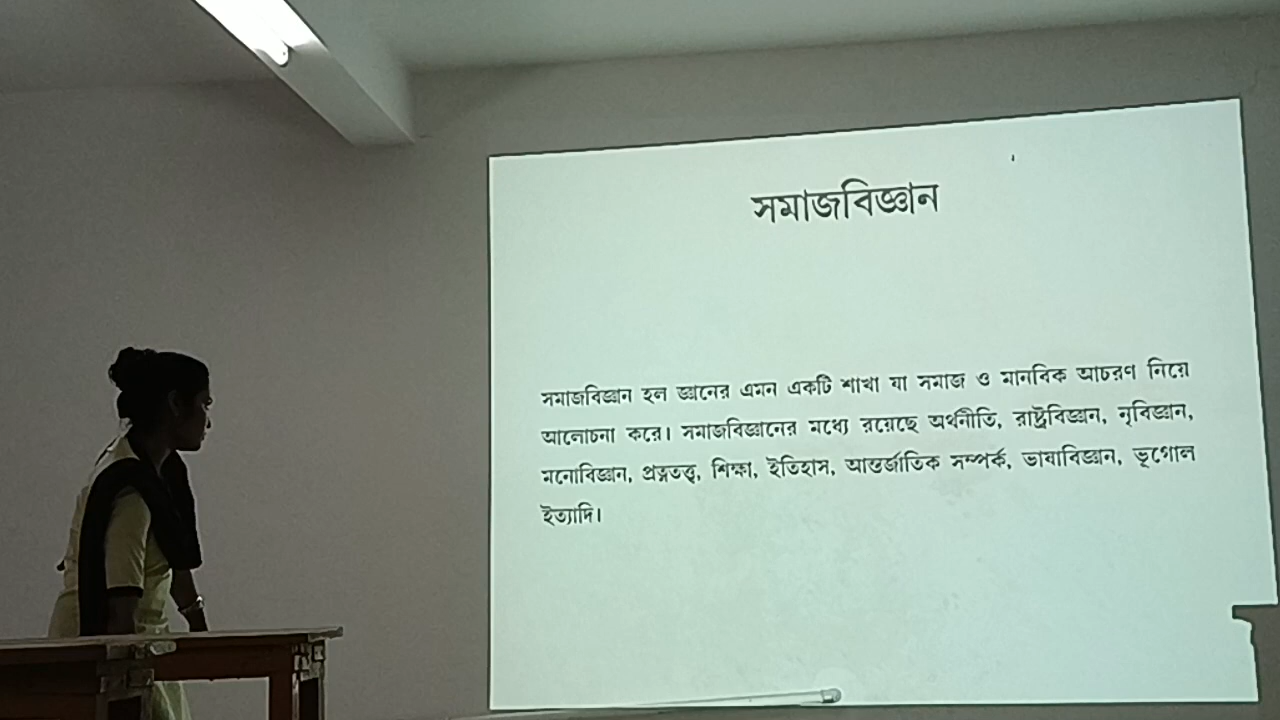 সমাজবিজ্ঞান
সমাজবিজ্ঞান হল জ্ঞানের এমন একটি শাখা যা সমাজ ও মানবিক আচরণ নিয়ে
আলোচনা করে। সমাজবিজ্ঞানের মধ্যে রয়েছে অর্থনীতি, রাষ্ট্রবিজ্ঞান, নৃবিজ্ঞান,
মনোবিজ্ঞান, প্রত্নতত্ত্ব, শিক্ষা, ইতিহাস, আন্তর্জাতিক সম্পর্ক, ভাষাবিজ্ঞান, ভূগোল
ইত্যাদি।